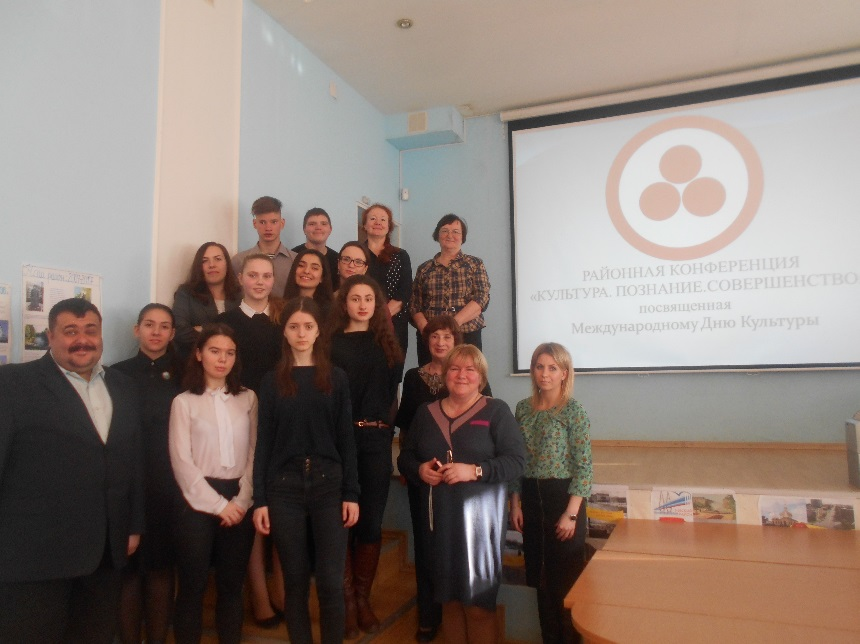 РАЙОННАЯ КОНФЕРЕНЦИЯ
«КУЛЬТУРА. ПОЗНАНИЕ.СОВЕРШЕНСТВО
посвященная
Международному Дню Культуры